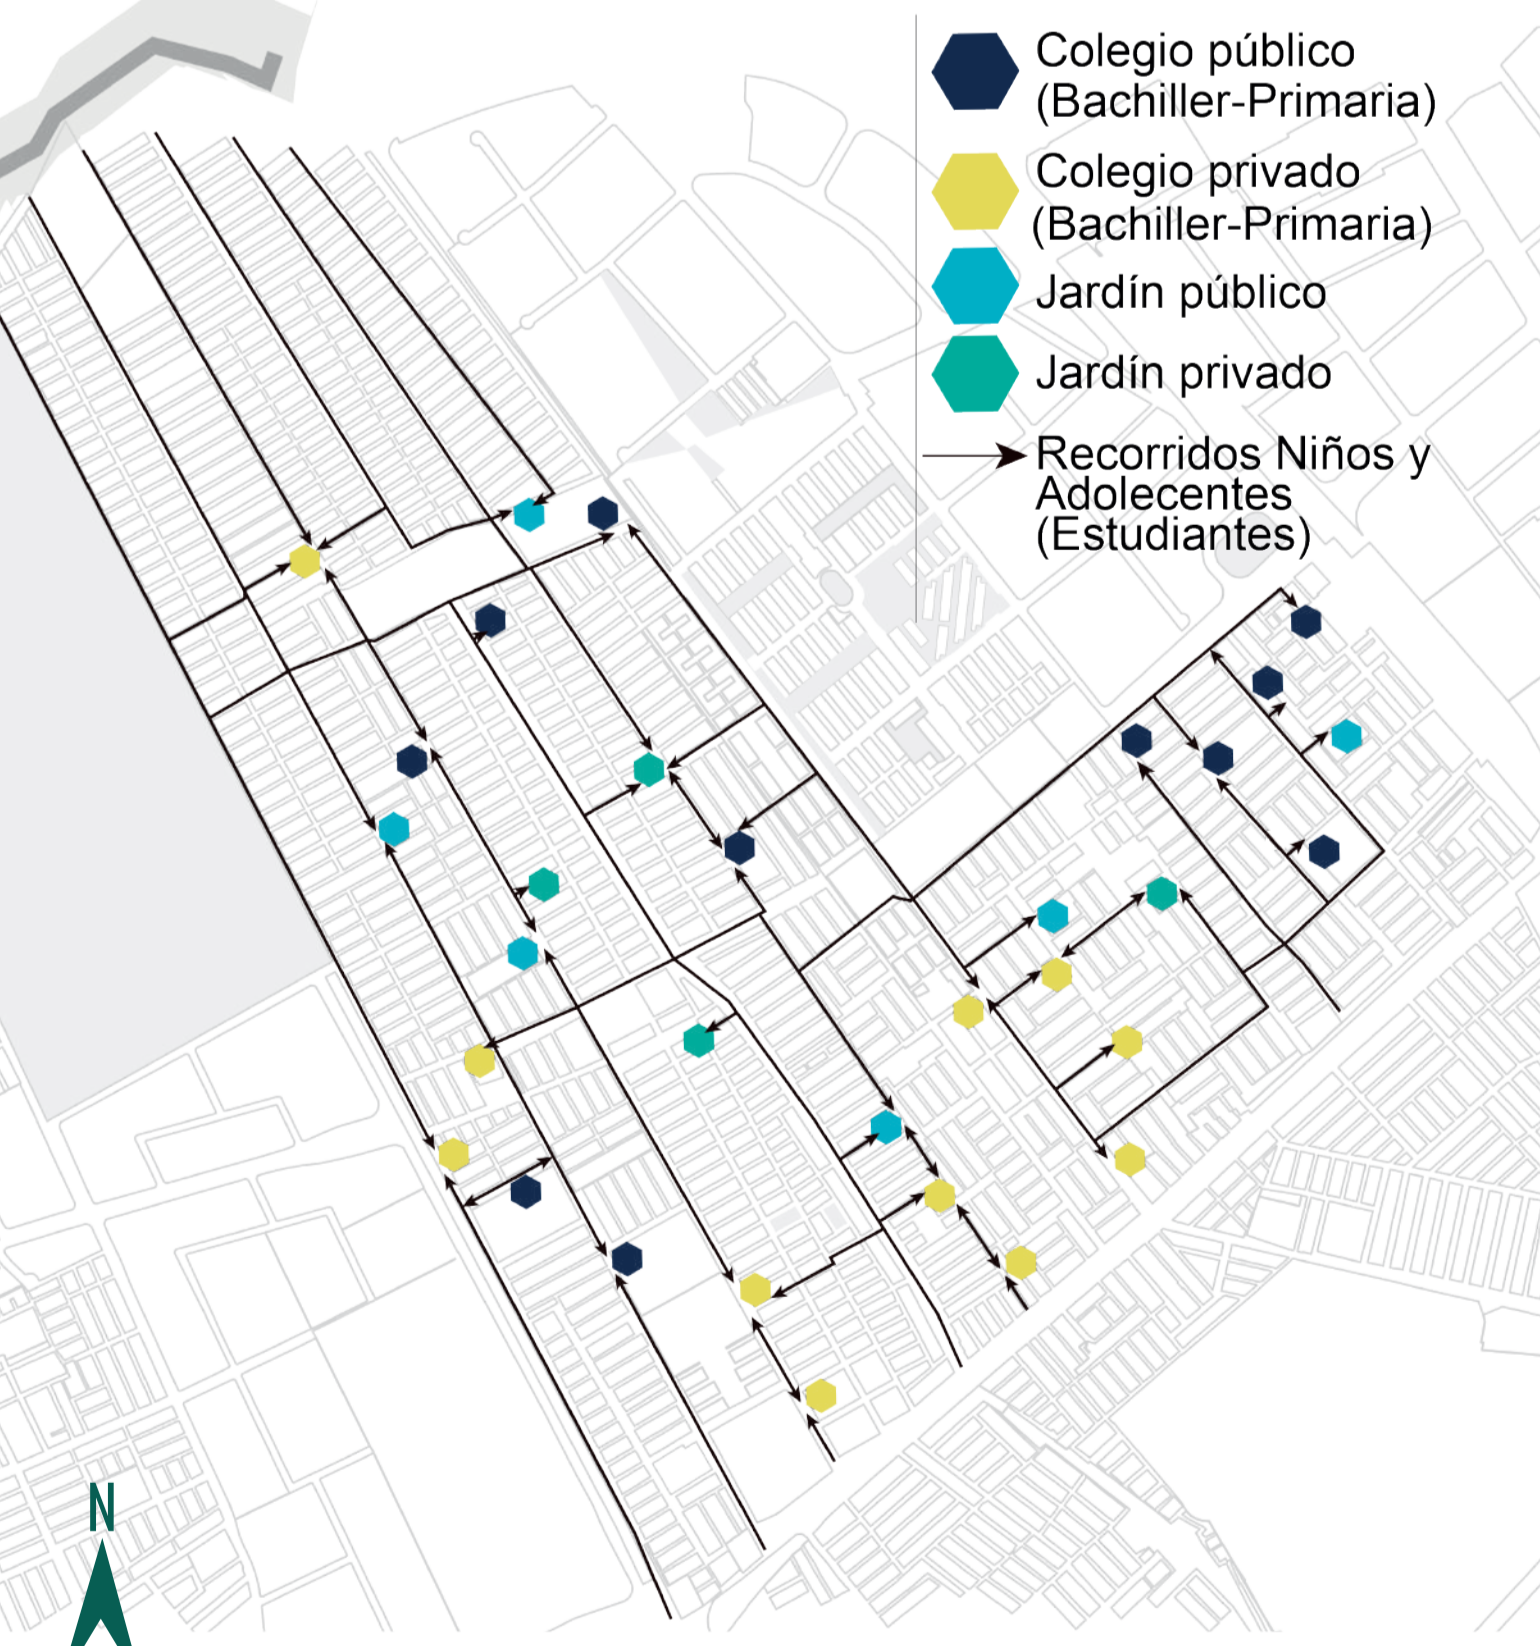 Colegio público
(Bachiller-Primaria)
Colegio privado
(Bachiller-Primaria)
Jardín público
Jardín privado
Recorridos Niños y
Adolecentes
(Estudiantes)
N